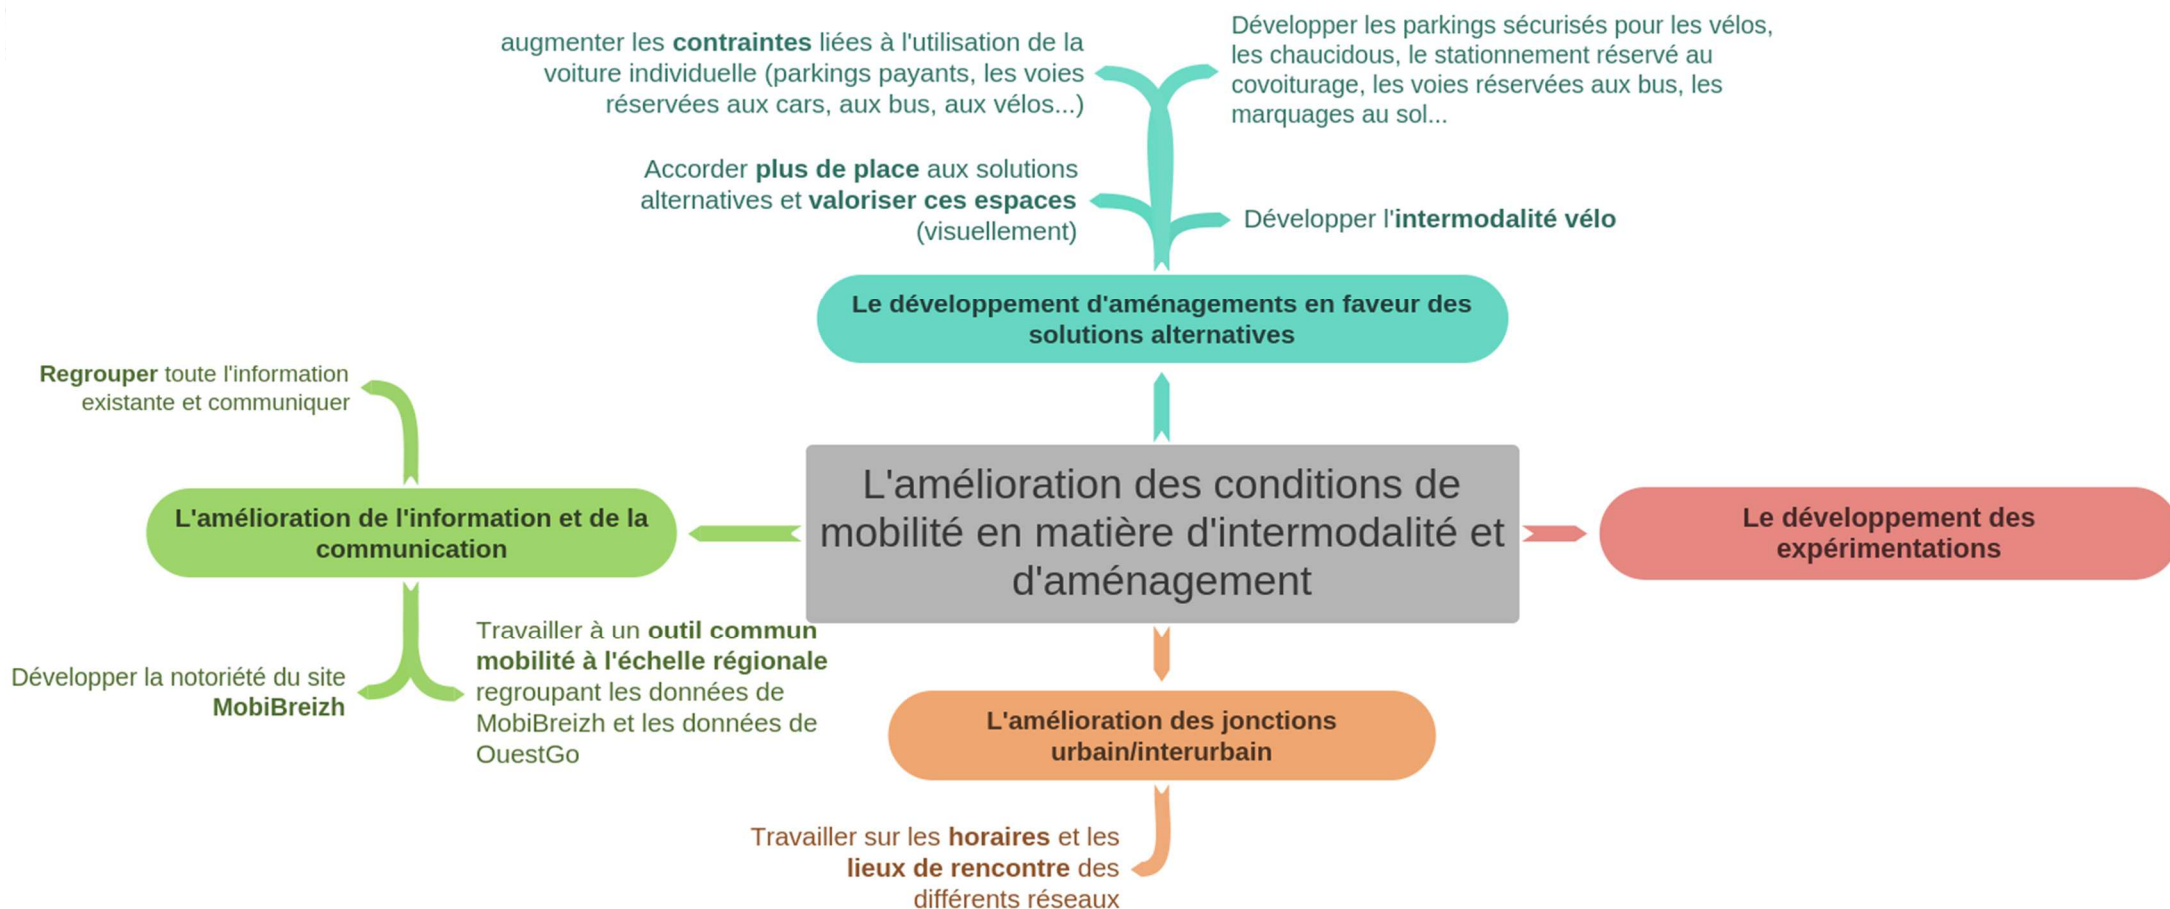 augmenter les contraintes liées à l'utilisation de la
voiture individuelle (parkings payants, les voies
réservées aux cars, aux bus, aux vélos...)
Développer les parkings sécurisés pour les vélos,
les chaucidous, le stationnement réservé au
covoiturage, les voies réservées aux bus, les
marquages au sol...
Accorder plus de place aux solutions
alternatives et valoriser ces espaces
(visuellement)
Développer l'intermodalité vélo
Le développement d'aménagements en faveur des
solutions alternatives
Regrouper toute l'information
existante et communiquer
L'amélioration de l'information et de la
communication
L'amélioration des conditions de
mobilité en matière d'intermodalité et
d'aménagement
Le développement des
expérimentations
Développer la notoriété du site
MobiBreizh
Travailler à un outil commun
mobilité à l'échelle régionale
regroupant les données de
MobiBreizh et les données de
OuestGo
L'amélioration des jonctions
urbain/interurbain
Travailler sur les horaires et les
lieux de rencontre des
différents réseaux